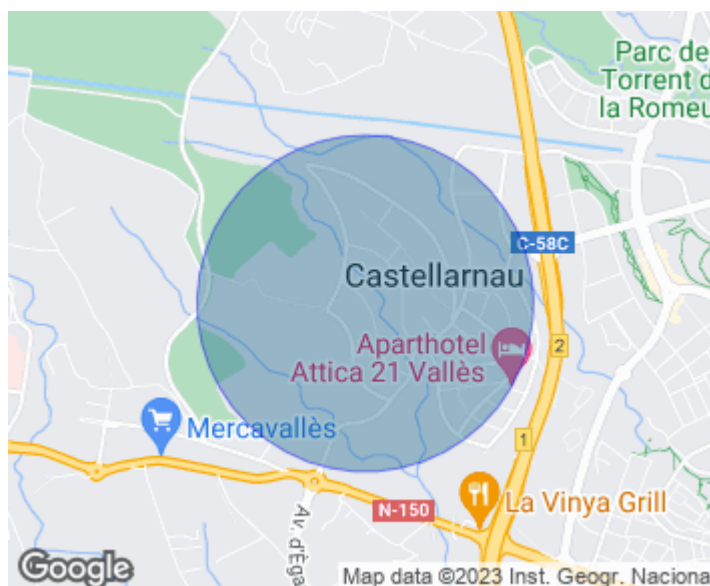 Parc de
Torrent d
la Romeu
C-58C
Castellarnau
Aparthotel
Attica 21 Vallès
2
Mercavallès
1
La Vinya Grill
N-150
Av. d'Ega
Google
Map data ©2023 Inst. Geogr. Naciona